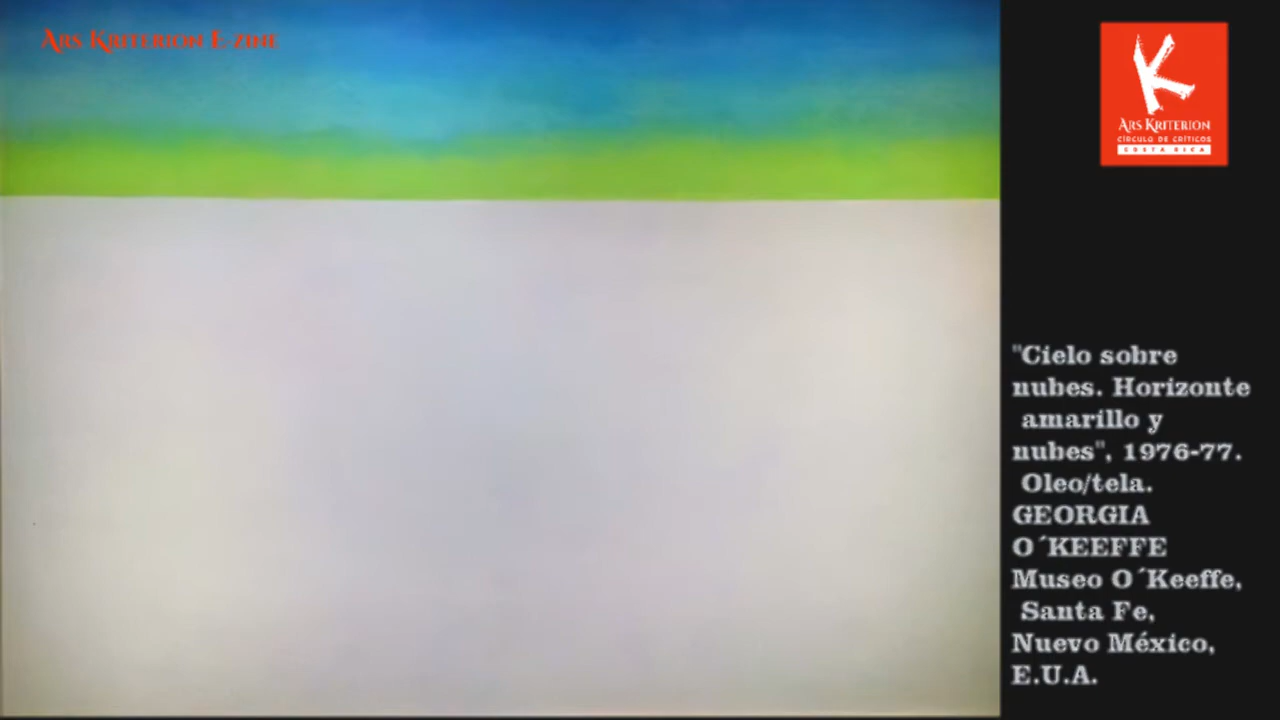 Ars Kriterion E-zine
K
Ars Kriterion
CÍRCULO DE CRÍTICOS
COSTA RICA
"Cielo sobre
nubes. Horizonte
amarillo y
nubes", 1976-77.
Oleo/tela.
GEORGIA
O´KEEFFE
Museo O´Keeffe,
Santa Fe,
Nuevo México,
E.U.A.